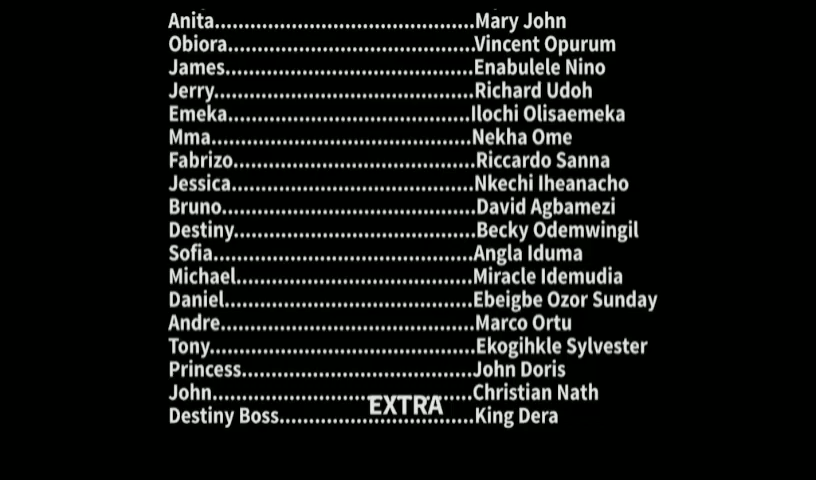 Anita.......................................Mary John
Obiora.....................................Vincent Opurum
James.....................................Enabulele Nino
Jerry.......................................Richard Udoh
Emeka....................................Ilochi Olisaemeka
Mma.......................................Nekha Ome
Fabrizo....................................Riccardo Sanna
Jessica....................................Nkechi Iheanacho
Bruno......................................David Agbamezi
Destiny....................................Becky Odemwingil
Sofia.......................................Angla Iduma
Michael...................................Miracle Idemudia
Daniel.....................................Ebeigbe Ozor Sunday
Andre......................................Marco Ortu
Tony........................................Ekogihkle Sylvester
Princess..................................John Doris
John.......................................Christian Nath
EXTRA
Destiny Boss.............................King Dera